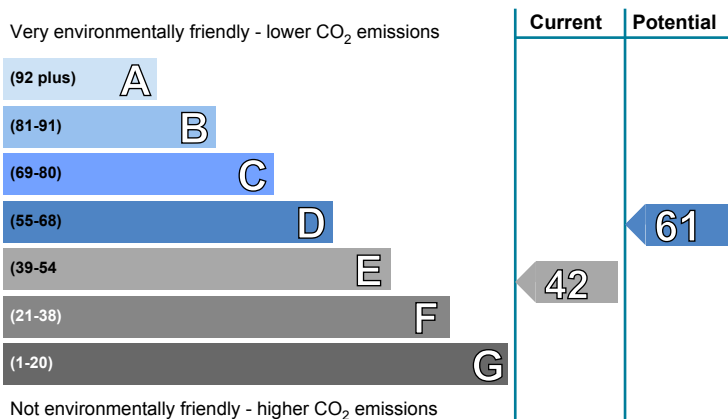 Current Potential
Very environmentally friendly - lower CO2 emissions
(92 plus) A
(81-91) B
(69-80) C
(55-68) D
61
(39-54 E
42
(21-38) F
(1-20) G
Not environmentally friendly - higher CO2 emissions